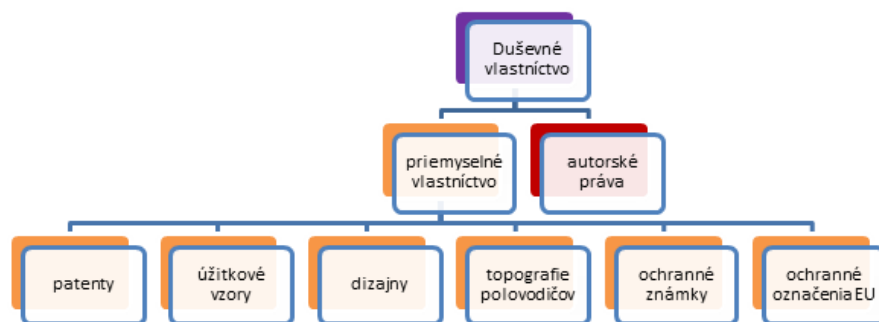 Duševné
vlastníctvo
priemyselné
vlastníctvo
autorské
práva
patenty
úžitkové
vzory
dizajny
topografie
polovodičov
ochranné
známky
ochranné
označenia EU